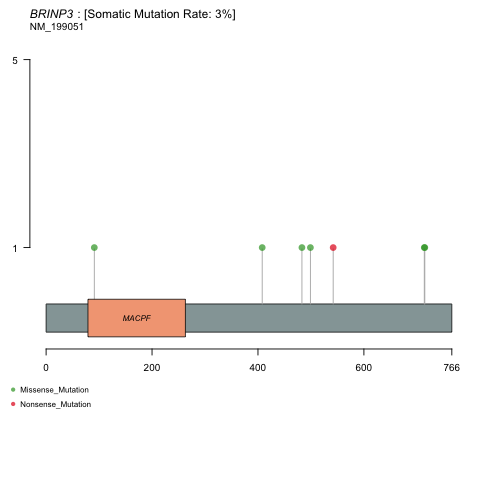 BRINP3 : [Somatic Mutation Rate: 3%]
NM_199051
5
1
MACPF
0 200 400 600 766
Missense_Mutation
Nonsense_Mutation